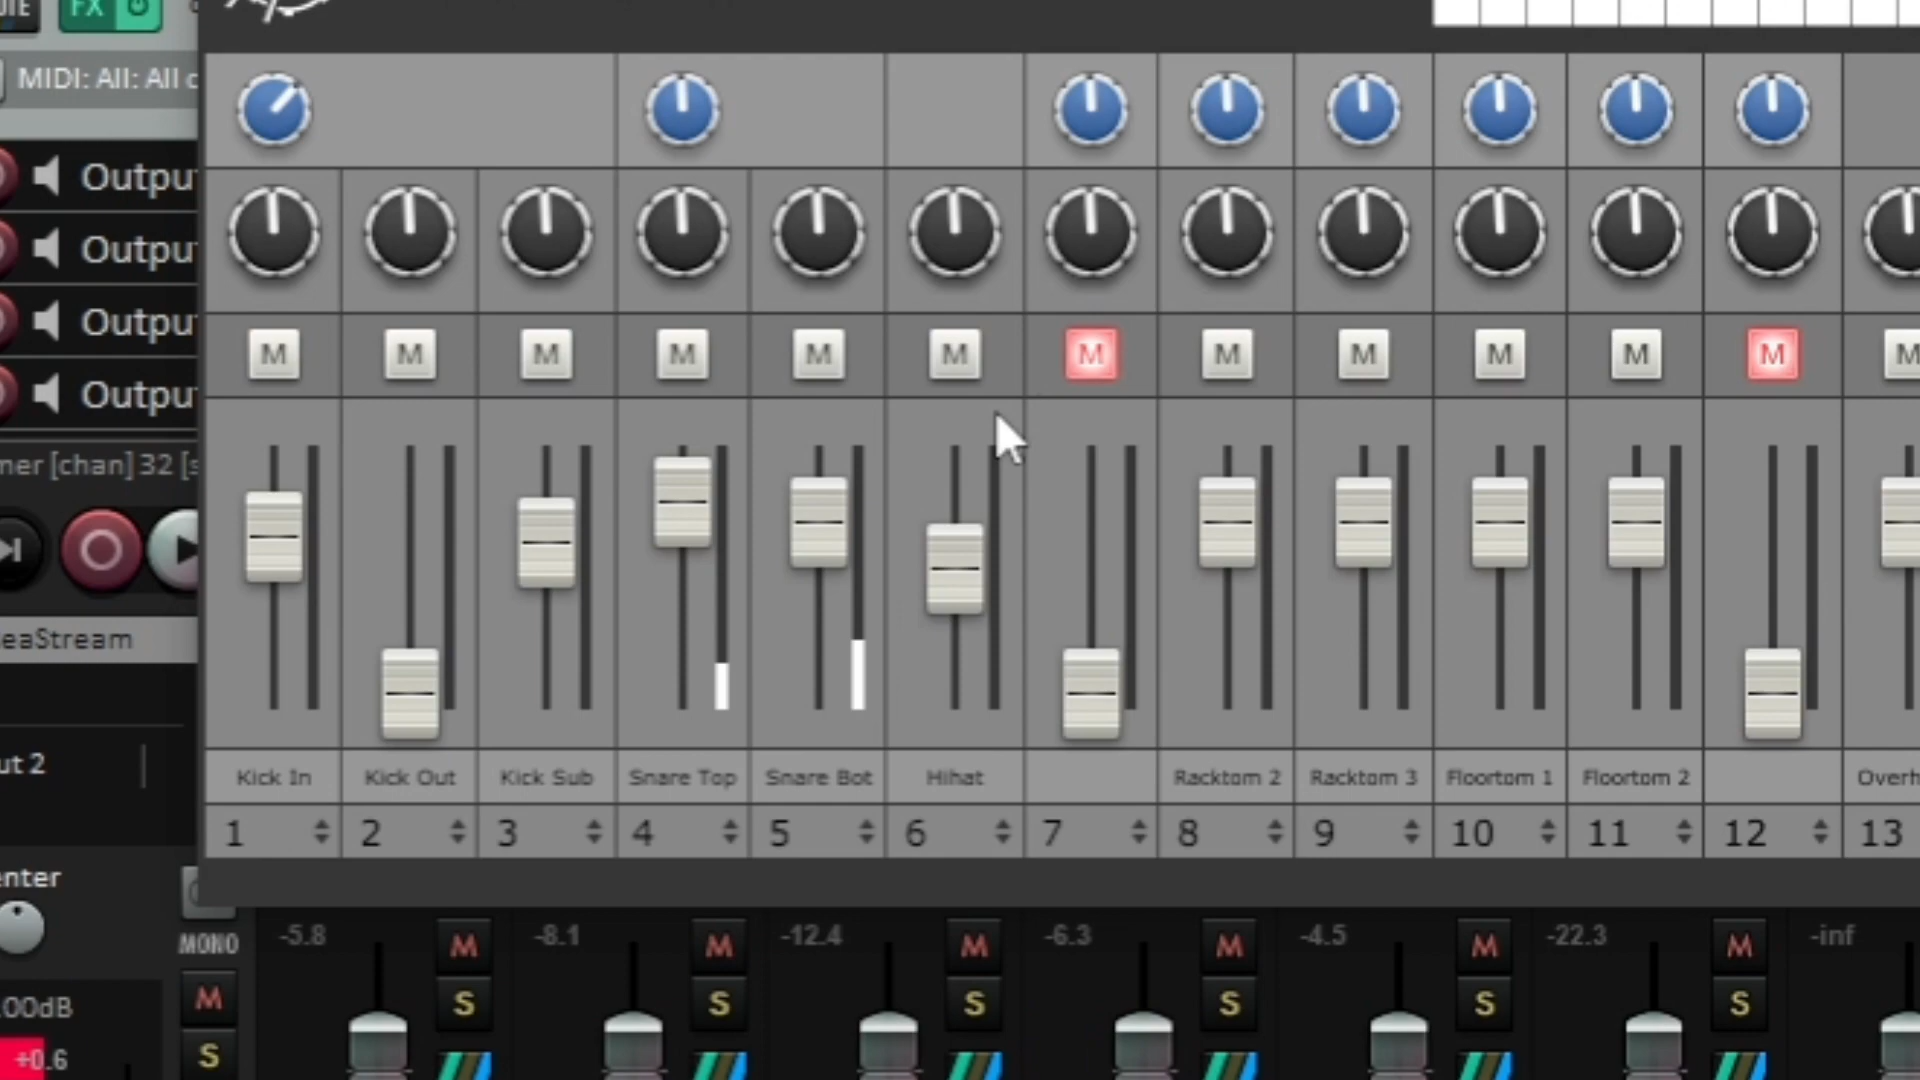 FX
MIDI: All: All
Outpu
Outpu
Outpu
Outpu
mer [chan] 32 [s
eaStream
ut 2
enter
MONO
.00dB
+0.6
M
S
M M M M M M M M M M M M M
Kick In Kick Out Kick Sub Snare Top Snare Bot Hihat Racktom 2 Racktom 3 Floortom 1 Floortom 2 Overh
1 2 3 4 5 6 7 8 9 10 11 12 13
-5.8 M -8.1 M -12.4 M -6.3 M -4.5 M -22.3 M -inf
S S S S S S